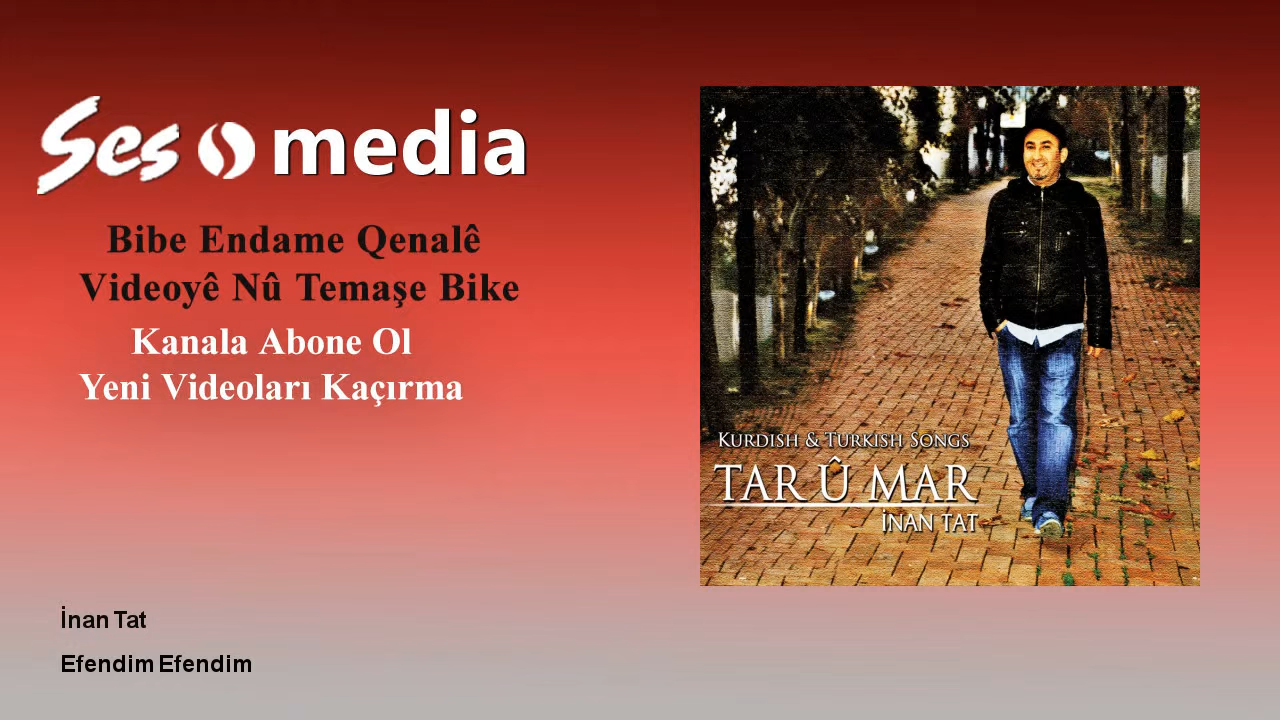 Ses media
Bibe Endame Qenalê
Videoyê Nû Temaşe Bike
Kanala Abone Ol
Yeni Videoları Kaçırma
KURDISH & TURKISH SONGS
TAR Û MAR
İNAN TAT
İnan Tat
Efendim Efendim